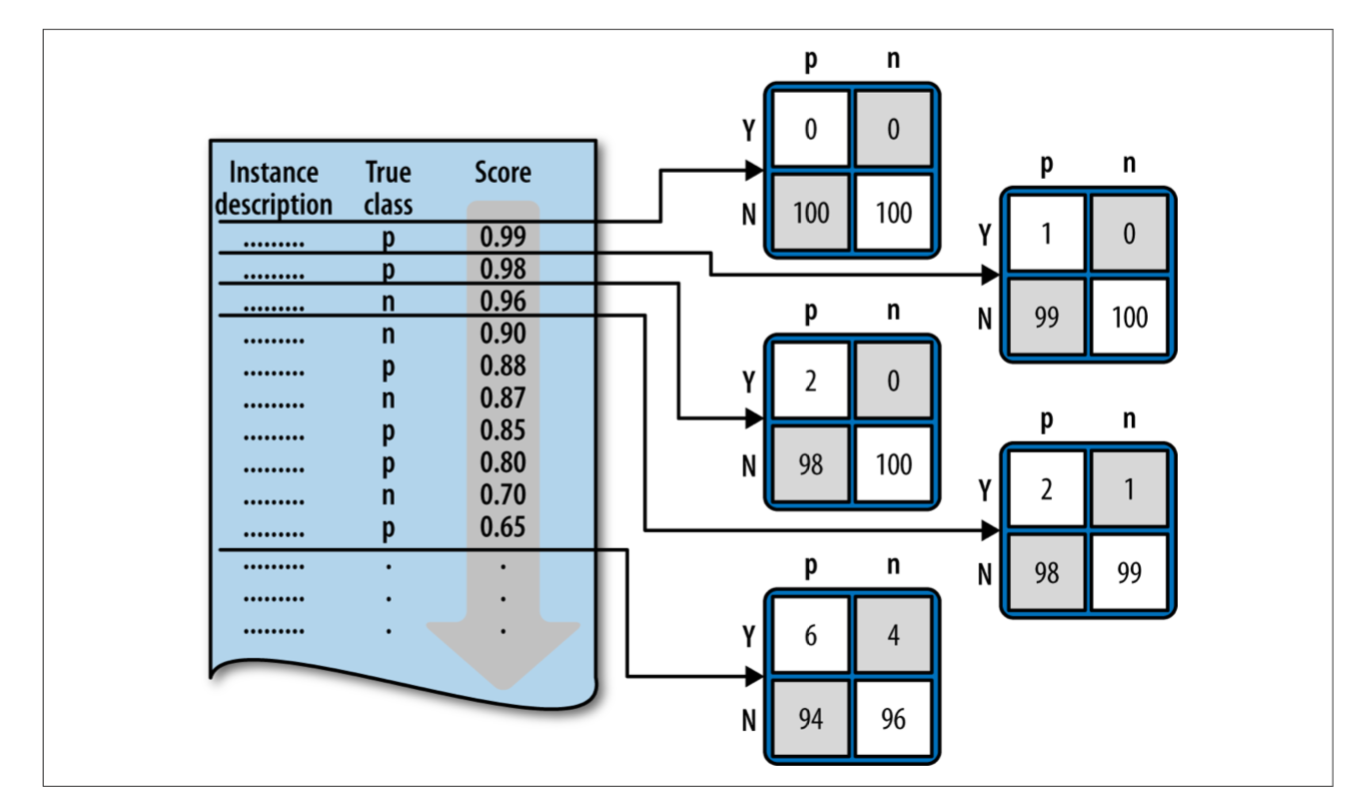 Instance description True class Score
......... p 0.99
......... p 0.98
......... n 0.96
......... n 0.90
......... p 0.88
......... n 0.87
......... p 0.85
......... p 0.80
......... n 0.70
......... p 0.65
......... . .
......... . .
......... . .
p n
Y 0 0
N 100 100
p n
Y 1 0
N 99 100
p n
Y 2 0
N 98 100
p n
Y 2 1
N 98 99
p n
Y 6 4
N 94 96